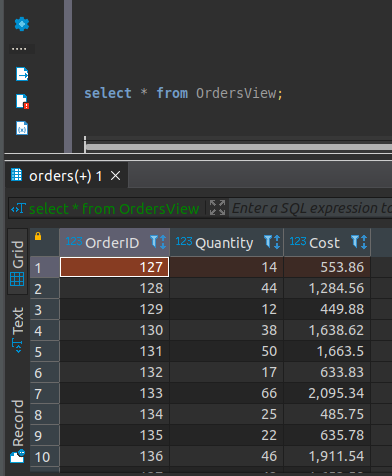 select * from OrdersView;
orders(+) 1
select * from OrdersView Enter a SQL expression to
Grid
Text
Record
123 OrderID 123 Quantity 123 Cost
1 127 14 553.86
2 128 44 1,284.56
3 129 12 449.88
4 130 38 1,638.62
5 131 50 1,663.5
6 132 17 633.83
7 133 66 2,095.34
8 134 25 485.75
9 135 22 635.78
10 136 46 1,911.54